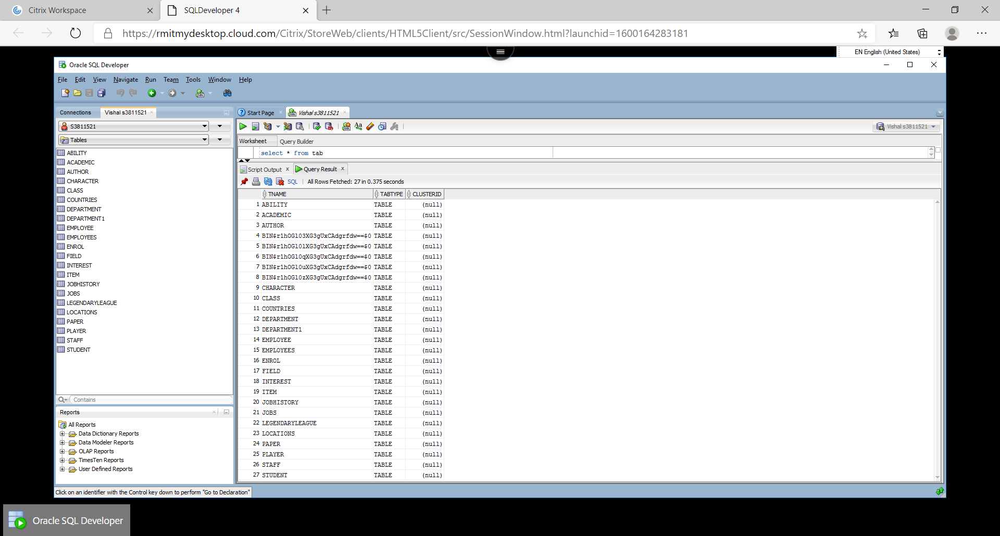 Citrix Workspace
SQLDeveloper 4
https://rmitmydesktop.cloud.com/Citrix/StoreWeb/clients/HTML5Client/src/SessionWindow.html?launchid=1600164283181
EN English (United States)
Oracle SQL Developer
File Edit View Navigate Run Team Tools Window Help
Connections Vishal s3811521
Start Page Vishal s3811521
S3811521
Tables
ABILITY
ACADEMIC
AUTHOR
CHARACTER
CLASS
COUNTRIES
DEPARTMENT
DEPARTMENT1
EMPLOYEE
EMPLOYEES
ENROL
FIELD
INTEREST
ITEM
JOBHISTORY
JOBS
LEGENDARYLEAGUE
LOCATIONS
PAPER
PLAYER
STAFF
STUDENT
Contains
Reports
All Reports
Data Dictionary Reports
Data Modeler Reports
OLAP Reports
TimesTen Reports
User Defined Reports
Vishal s3811521
Worksheet Query Builder
select * from tab
Script Output x Query Result x
SQL All Rows Fetched: 27 in 0.375 seconds
TNAME TABTYPE CLUSTERID
1 ABILITY TABLE (null)
2 ACADEMIC TABLE (null)
3 AUTHOR TABLE (null)
4 BIN$r1hOGl03XG3gUxCAdgrfdw==$0 TABLE (null)
5 BIN$r1hOGl0lXG3gUxCAdgrfdw==$0 TABLE (null)
6 BIN$r1hOGl0qXG3gUxCAdgrfdw==$0 TABLE (null)
7 BIN$r1hOGl0uXG3gUxCAdgrfdw==$0 TABLE (null)
8 BIN$r1hOGl0zXG3gUxCAdgrfdw==$0 TABLE (null)
9 CHARACTER TABLE (null)
10 CLASS TABLE (null)
11 COUNTRIES TABLE (null)
12 DEPARTMENT TABLE (null)
13 DEPARTMENT1 TABLE (null)
14 EMPLOYEE TABLE (null)
15 EMPLOYEES TABLE (null)
16 ENROL TABLE (null)
17 FIELD TABLE (null)
18 INTEREST TABLE (null)
19 ITEM TABLE (null)
20 JOBHISTORY TABLE (null)
21 JOBS TABLE (null)
22 LEGENDARYLEAGUE TABLE (null)
23 LOCATIONS TABLE (null)
24 PAPER TABLE (null)
25 PLAYER TABLE (null)
26 STAFF TABLE (null)
27 STUDENT TABLE (null)
Click on an identifier with the Control key down to perform "Go to Declaration"
Oracle SQL Developer